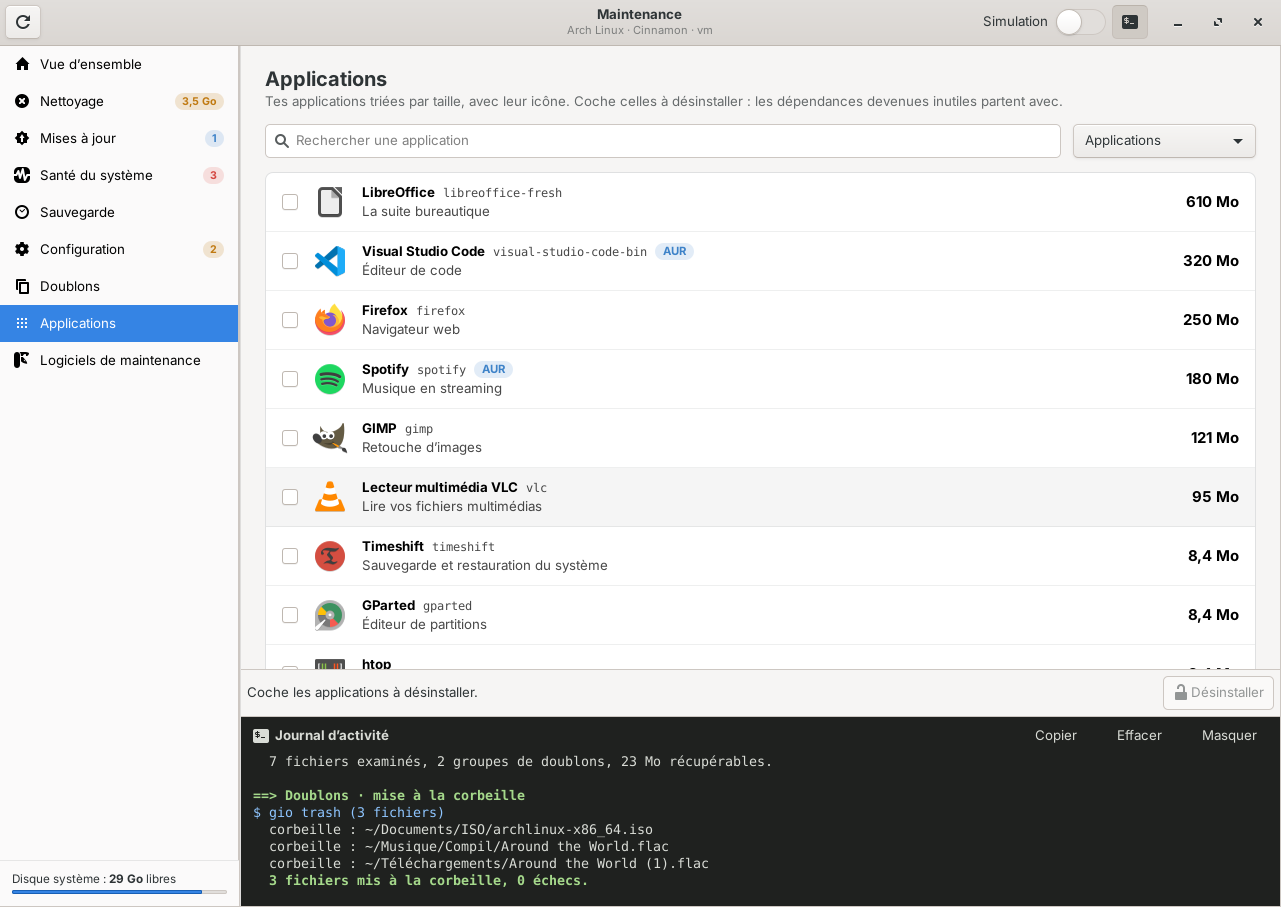 Maintenance
Arch Linux · Cinnamon · vm
Simulation
Vue d’ensemble
Nettoyage 3,5 Go
Mises à jour 1
Santé du système 3
Sauvegarde
Configuration 2
Doublons
Applications
Logiciels de maintenance
Disque système : 29 Go libres
Applications
Tes applications triées par taille, avec leur icône. Coche celles à désinstaller : les dépendances devenues inutiles partent avec.
Rechercher une application
Applications
LibreOffice libreoffice-fresh
La suite bureautique
610 Mo
Visual Studio Code visual-studio-code-bin AUR
Éditeur de code
320 Mo
Firefox firefox
Navigateur web
250 Mo
Spotify spotify AUR
Musique en streaming
180 Mo
GIMP gimp
Retouche d’images
121 Mo
Lecteur multimédia VLC vlc
Lire vos fichiers multimédias
95 Mo
Timeshift timeshift
Sauvegarde et restauration du système
8,4 Mo
GParted gparted
Éditeur de partitions
8,4 Mo
htop
Coche les applications à désinstaller.
Désinstaller
Journal d’activité
Copier
Effacer
Masquer
7 fichiers examinés, 2 groupes de doublons, 23 Mo récupérables.
==> Doublons · mise à la corbeille
$ gio trash (3 fichiers)
corbeille : ~/Documents/ISO/archlinux-x86_64.iso
corbeille : ~/Musique/Compil/Around the World.flac
corbeille : ~/Téléchargements/Around the World (1).flac
3 fichiers mis à la corbeille, 0 échecs.